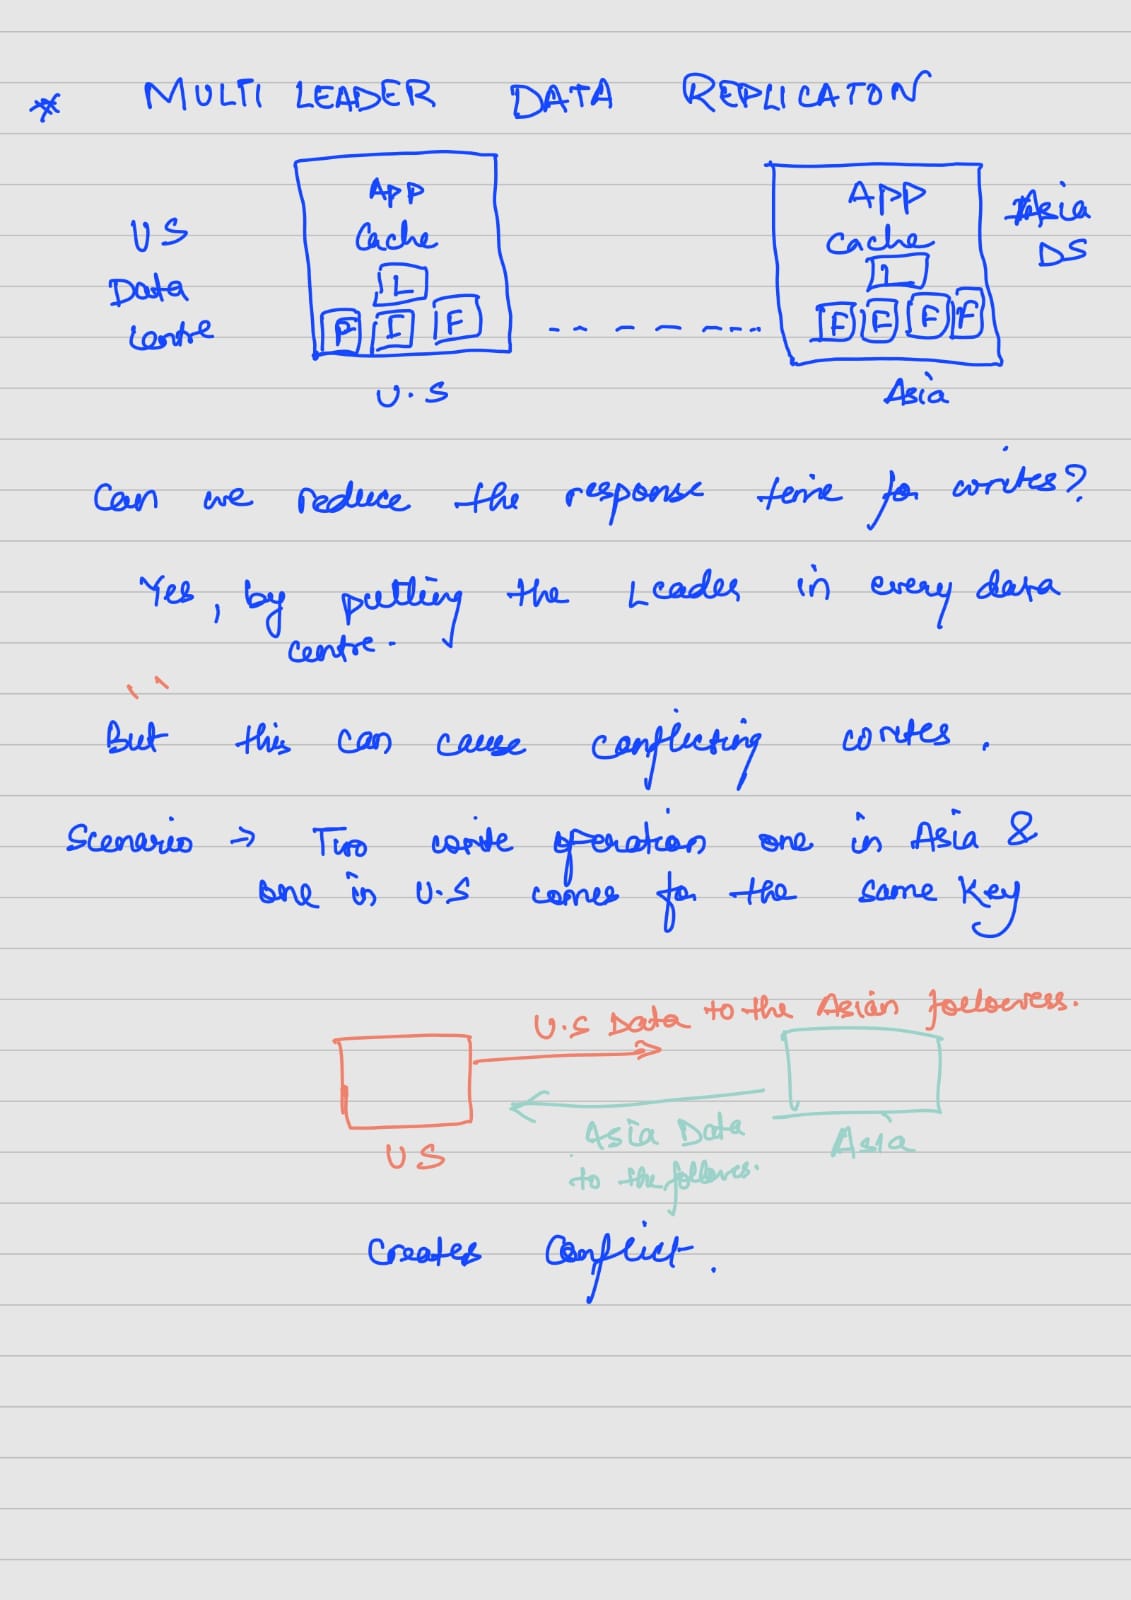 * MULTI LEADER DATA REPLICATON
App
Cache
L
F F F
U.S
US
Data
Centre
App
Cache
L
F F F F
Asia
Asia
DS
Can we reduce the response time for writes?
Yes, by putting the Leader in every data
centre.
But this can cause conflicting writes.
Scenario → Two write operation one in Asia &
one in U.S comes for the same Key
U.S Data to the Asian followers.
US
Asia Data
to the follwers.
Asia
Creates Conflict.